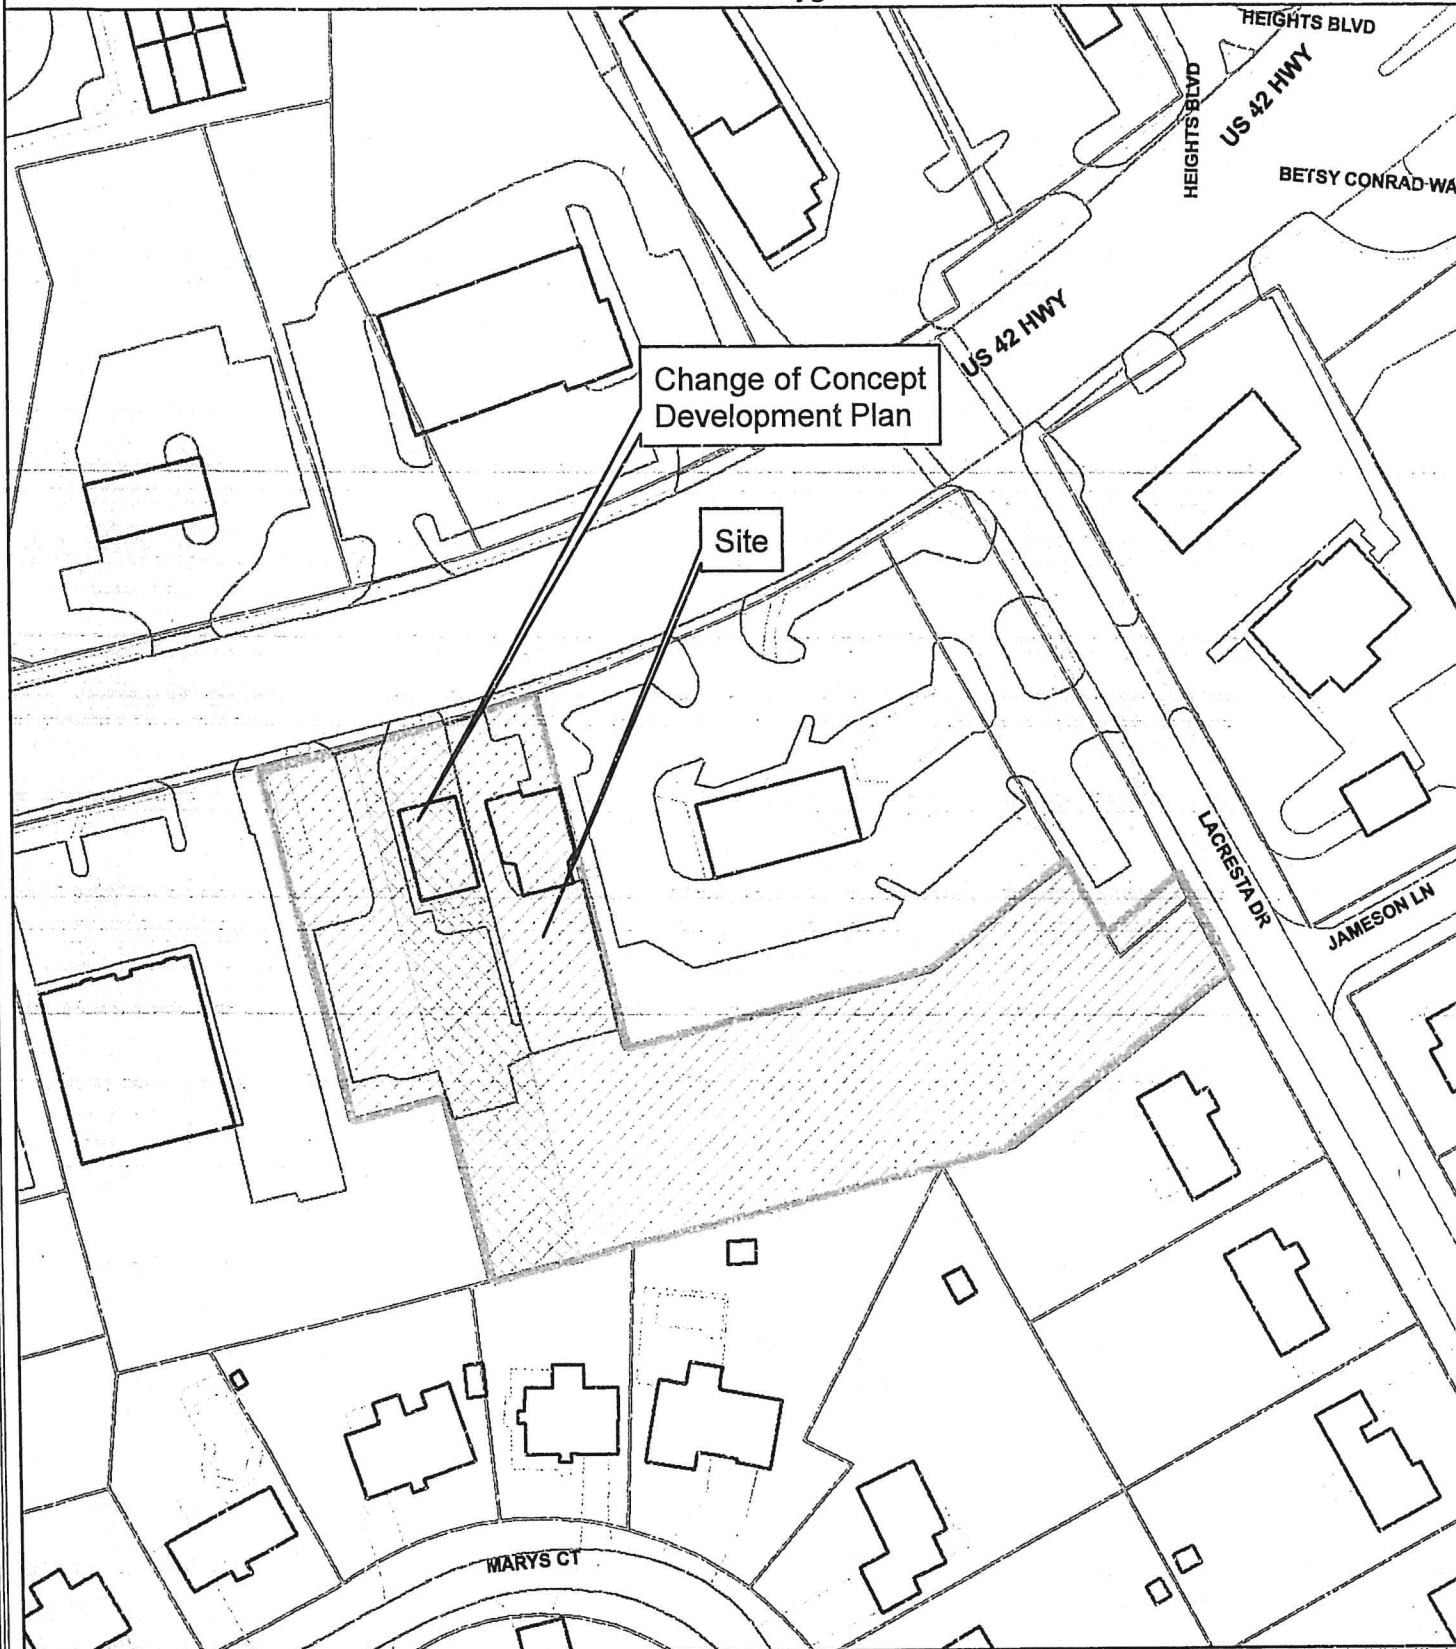 HEIGHTS BLVD
HEIGHTS BLVD
US 42 HWY
BETSY CONRAD WA
US 42 HWY
Change of Concept
Development Plan
Site
LACRESTA DR
JAMESON LN
MARYS CT